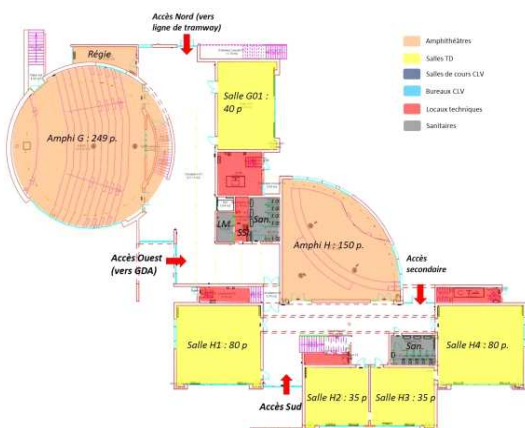 Accès Nord (vers
ligne de tramway)
Régie
Salle G01 :
40 p
Amphi G : 249 p.
Amphithéâtres
Salles TD
Salles de cours CLV
Bureaux CLV
Locaux techniques
Sanitaires
LM
SSI
San.
Amphi H : 150 p.
Accès Ouest
(vers GDA)
Accès
secondaire
Salle H1 : 80 p
San.
Salle H4 : 80 p.
Accès Sud
Salle H2 : 35 p
Salle H3 : 35 p